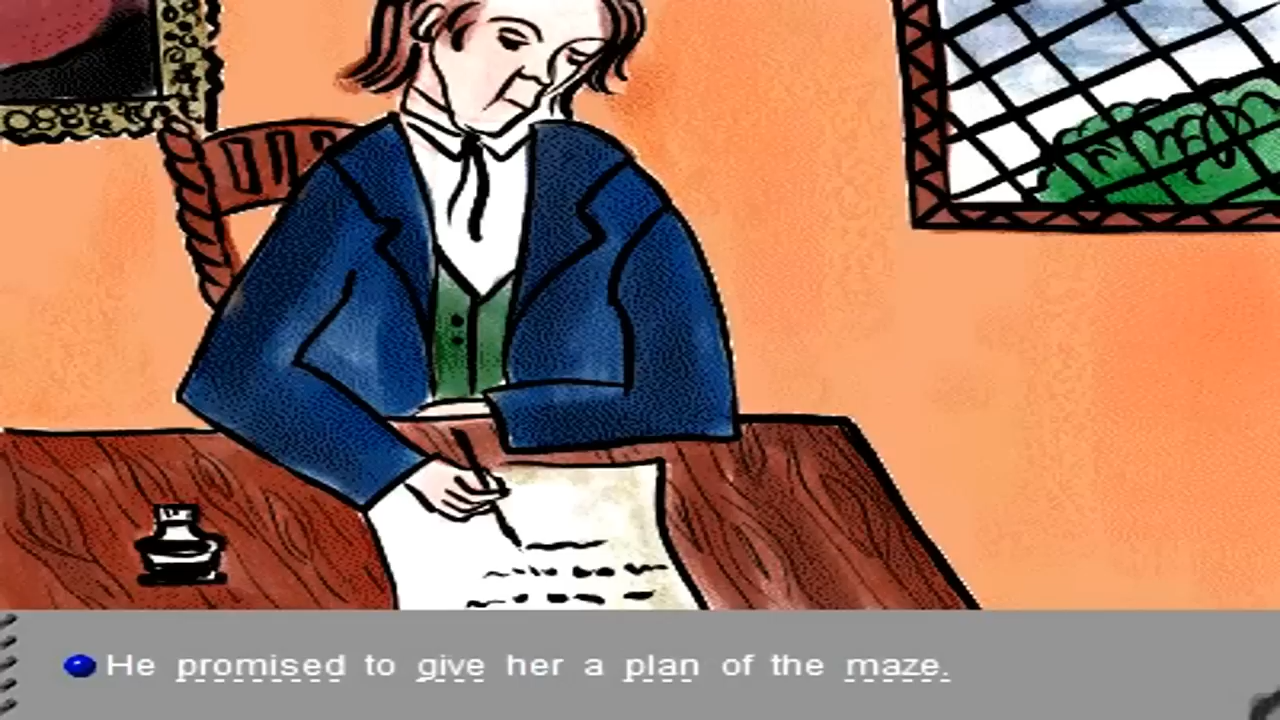 He promised to give her a plan of the maze.